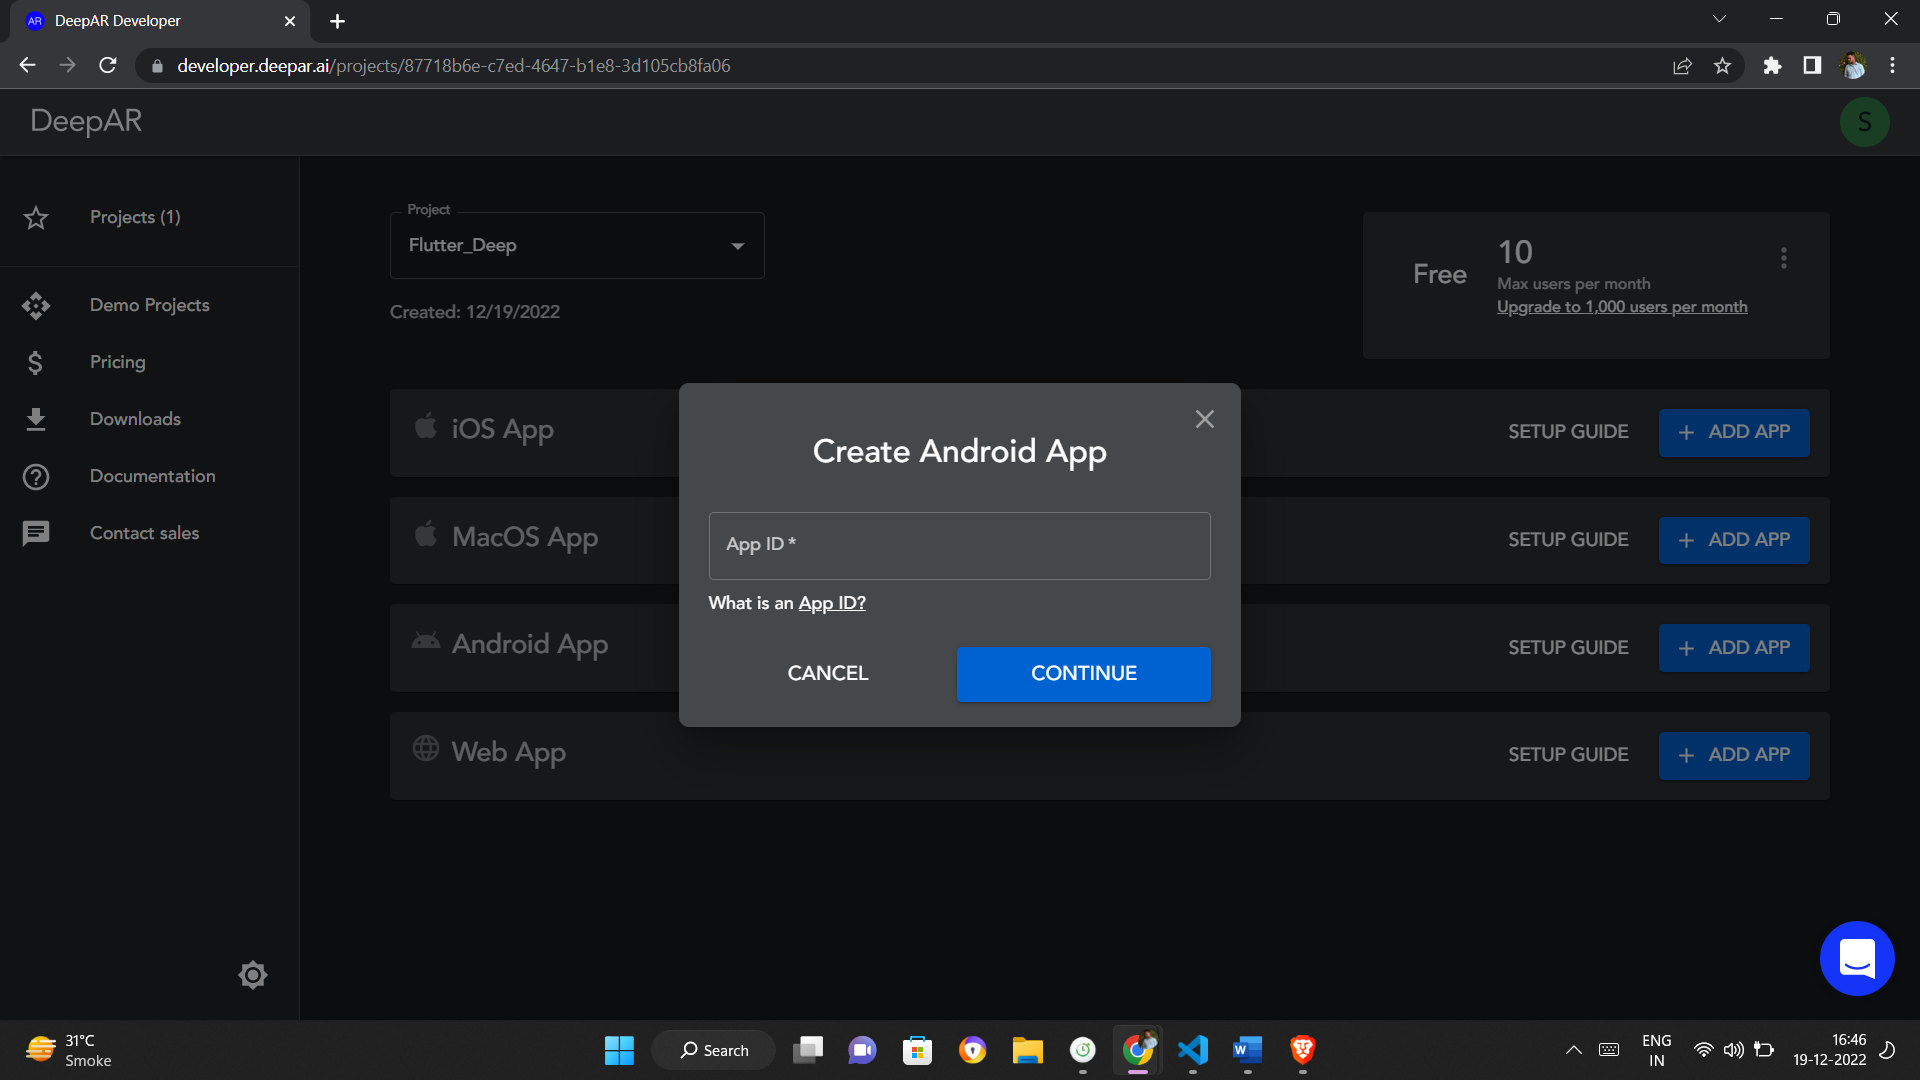 AR DeepAR Developer
developer.deepar.ai/projects/87718b6e-c7ed-4647-b1e8-3d105cb8fa06
DeepAR
S
Projects (1)
Demo Projects
Pricing
Downloads
Documentation
Contact sales
Project
Flutter_Deep
Created: 12/19/2022
Free
10
Max users per month
Upgrade to 1,000 users per month
iOS App
SETUP GUIDE
+ ADD APP
MacOS App
SETUP GUIDE
+ ADD APP
Android App
SETUP GUIDE
+ ADD APP
Web App
SETUP GUIDE
+ ADD APP
Create Android App
App ID *
What is an App ID?
CANCEL
CONTINUE
31°C
Smoke
Search
W
ENG
IN
16:46
19-12-2022